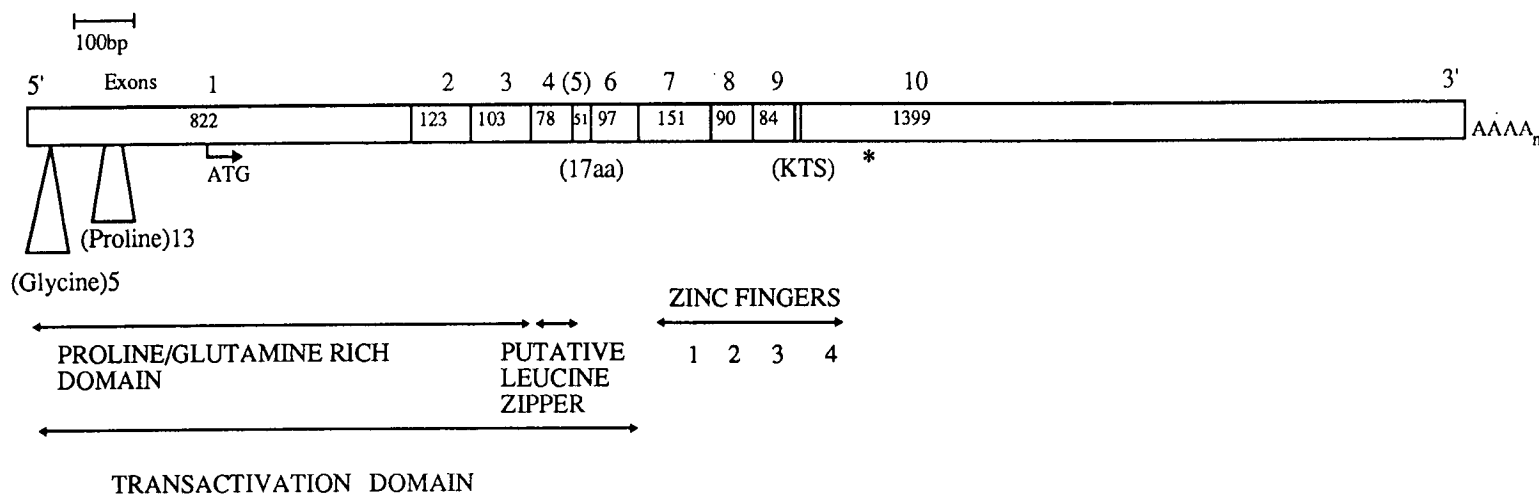 100bp
5' Exons 1 2 3 4 (5) 6 7 8 9 10 3'
822 123 103 78 51 97 151 90 84 1399 AAAAn
ATG (17aa) (KTS) *
(Proline)13
(Glycine)5
ZINC FINGERS
1 2 3 4
PROLINE/GLUTAMINE RICH
DOMAIN
PUTATIVE
LEUCINE
ZIPPER
TRANSACTIVATION DOMAIN